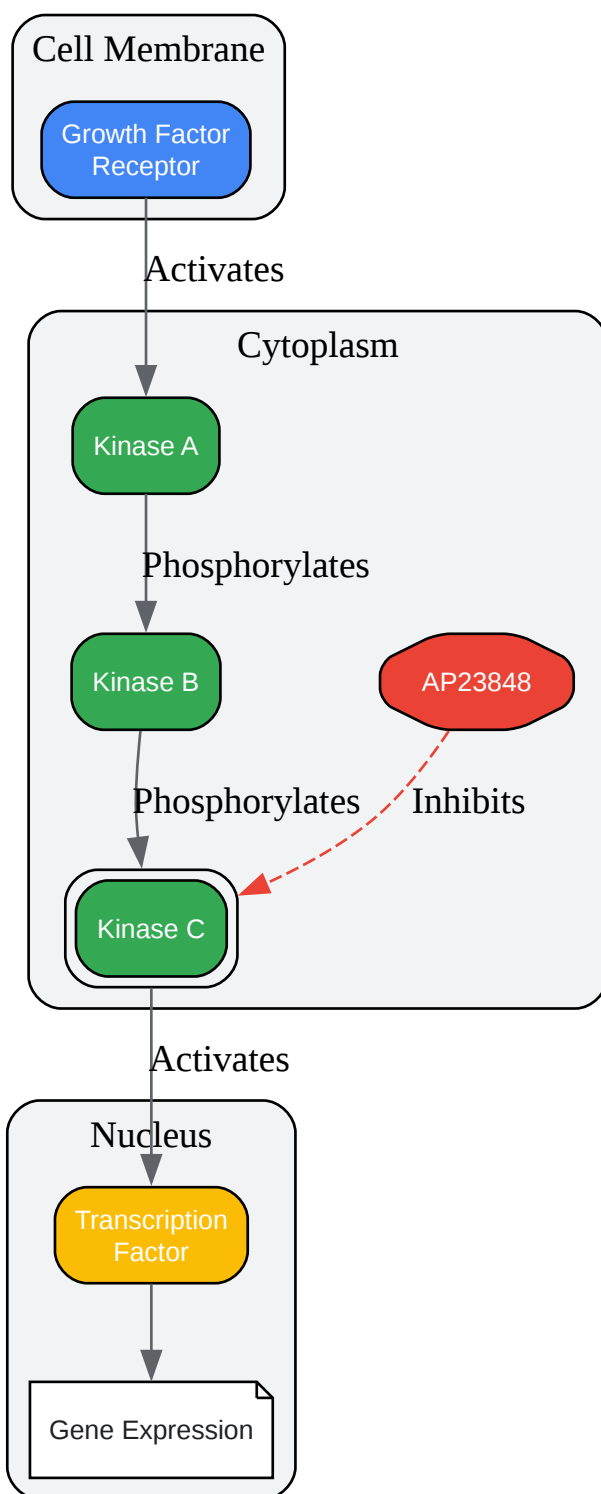 Cell Membrane
Growth Factor
Receptor
Activates
Cytoplasm
Kinase A
Phosphorylates
Kinase B
AP23848
Phosphorylates
Inhibits
Kinase C
Activates
Nucleus
Transcription
Factor
Gene Expression